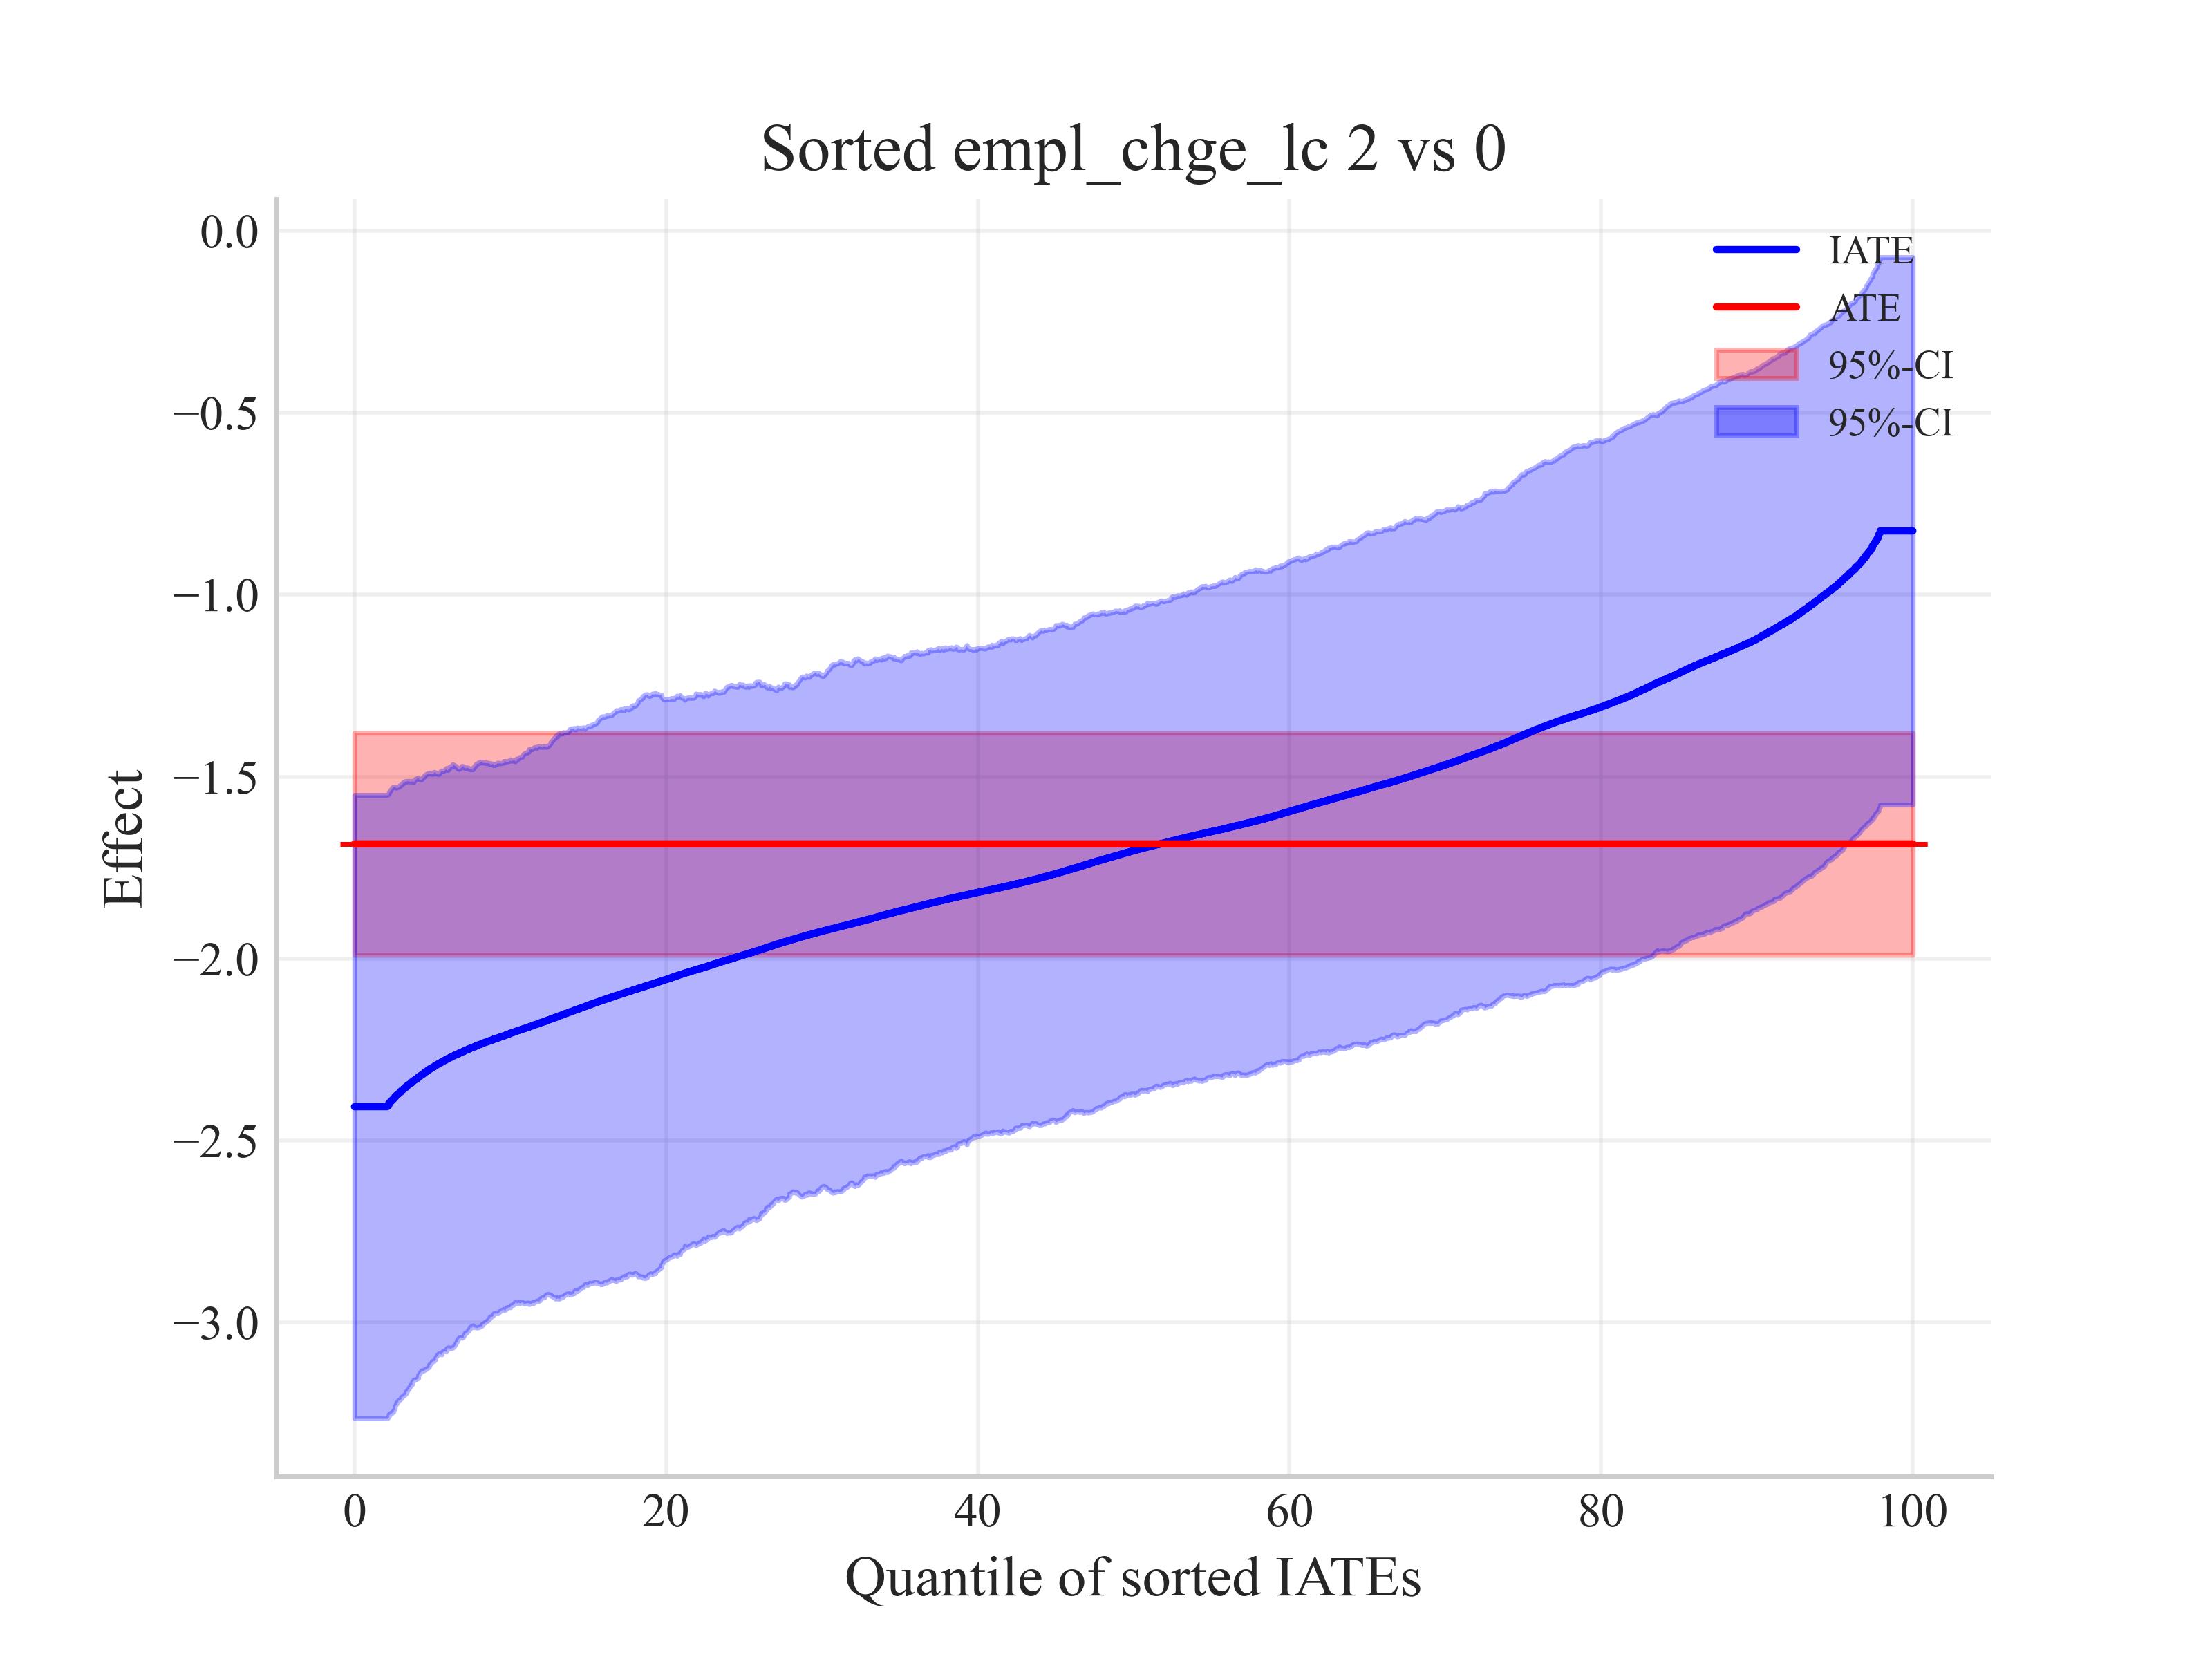 Sorted empl_chge_lc 2 vs 0
IATE
ATE
95%-CI
95%-CI
0.0
−0.5
−1.0
−1.5
−2.0
−2.5
−3.0
Effect
0 20 40 60 80 100
Quantile of sorted IATEs